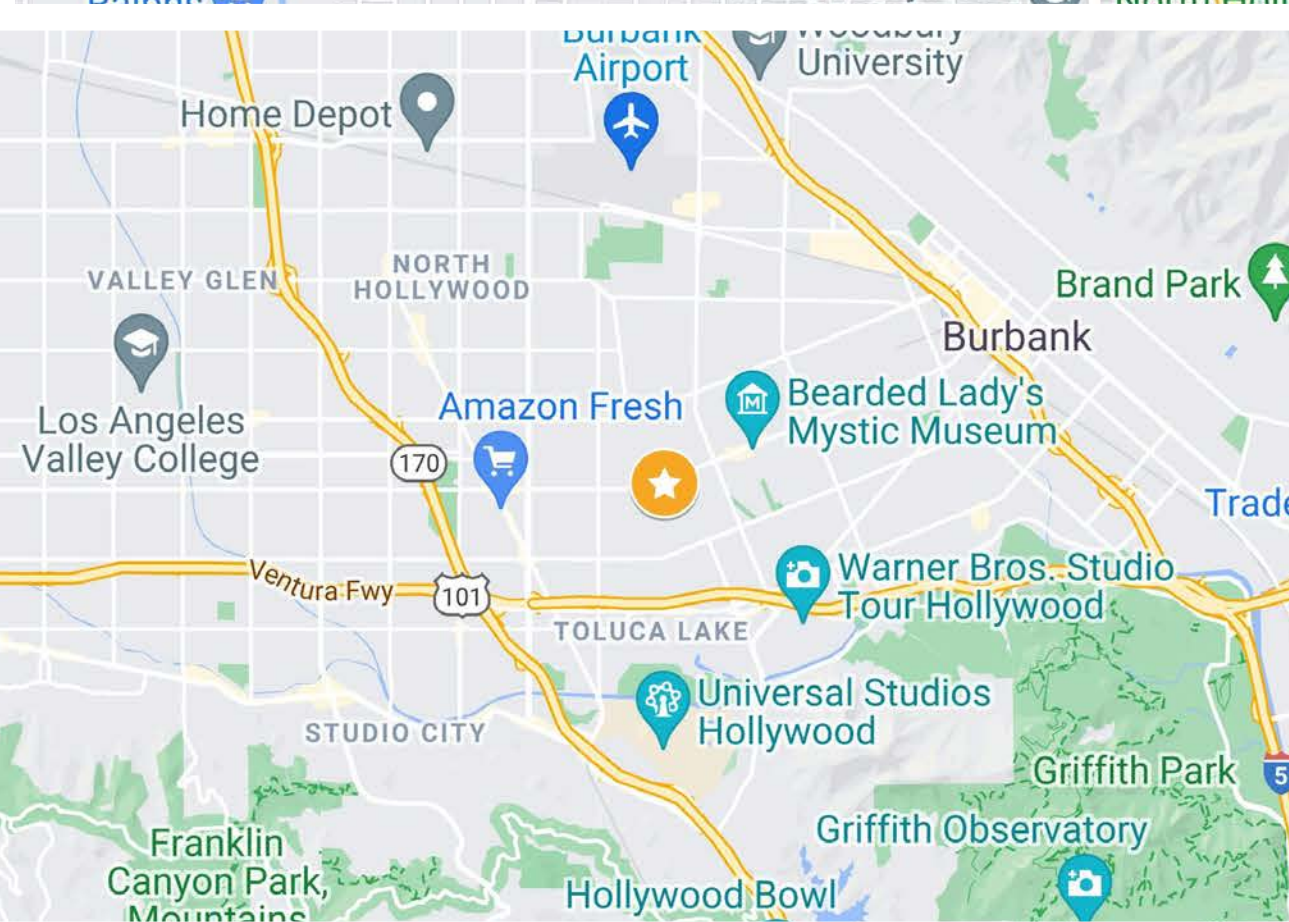 Burbank
Airport
Woodbury
University
Home Depot
VALLEY GLEN
NORTH
HOLLYWOOD
Brand Park
Burbank
Los Angeles
Valley College
Amazon Fresh
Bearded Lady's
Mystic Museum
170
Trade
Ventura Fwy
101
Warner Bros. Studio
Tour Hollywood
TOLUCA LAKE
Universal Studios
Hollywood
STUDIO CITY
Griffith Park
5
Griffith Observatory
Franklin
Canyon Park,
Mountains
Hollywood Bowl